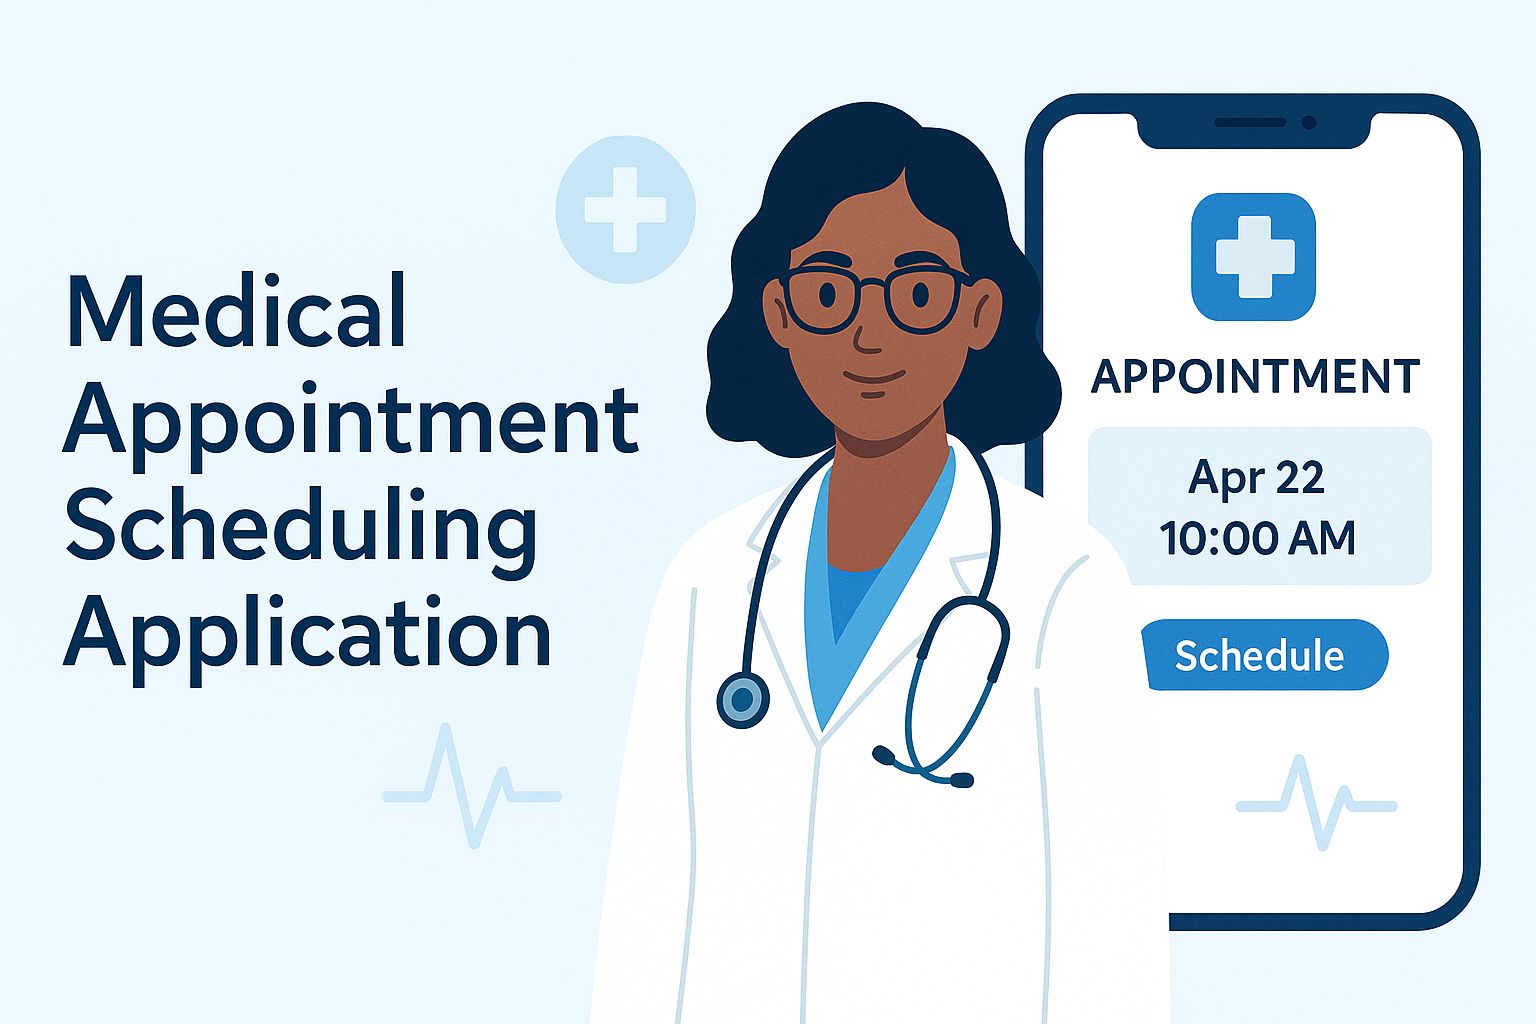 Medical
Appointment
Scheduling
Application
APPOINTMENT
Apr 22
10:00 AM
Schedule